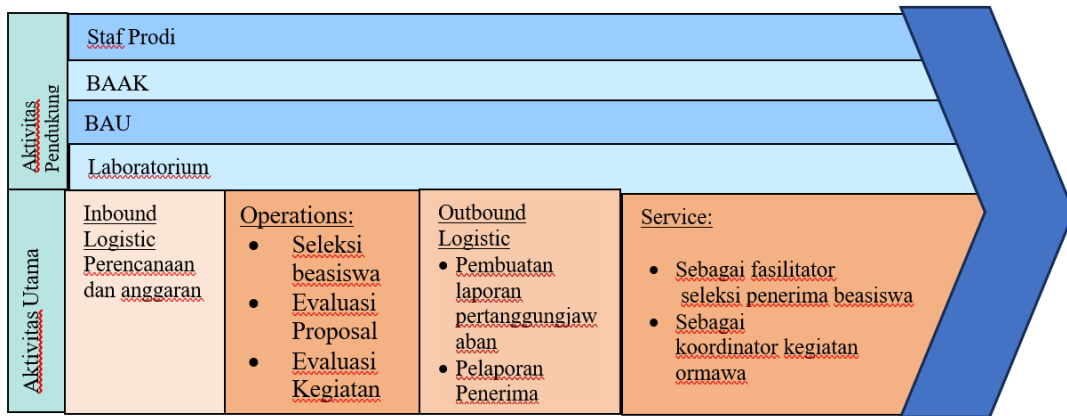 Aktivitas
Pendukung
Staf Prodi
BAAK
BAU
Laboratorium
Aktivitas Utama
Inbound
Logistic
Perencanaan
dan anggaran
Operations:
• Seleksi
beasiswa
• Evaluasi
Proposal
• Evaluasi
Kegiatan
Outbound
Logistic
• Pembuatan
laporan
pertanggungjaw
aban
• Pelaporan
Penerima
Service:
• Sebagai fasilitator
seleksi penerima beasiswa
• Sebagai
koordinator kegiatan
ormawa